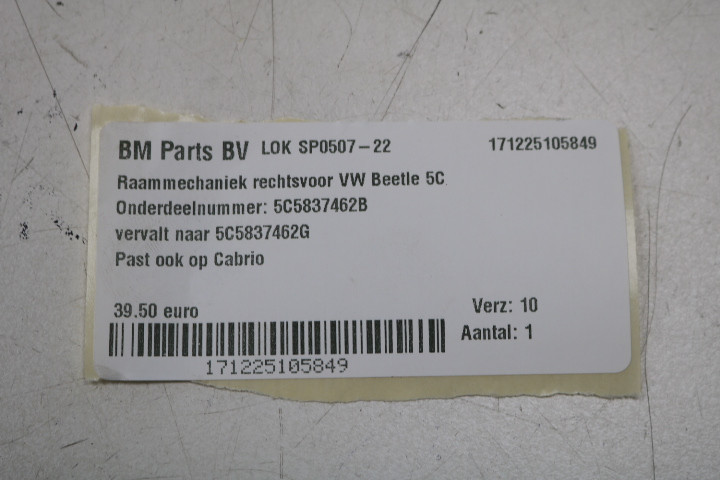 BM Parts BV LOK SP0507-22 171225105849
Raammechaniek rechtsvoor VW Beetle 5C
Onderdeelnummer: 5C5837462B
vervalt naar 5C5837462G
Past ook op Cabrio
39.50 euro Verz: 10
Aantal: 1
171225105849